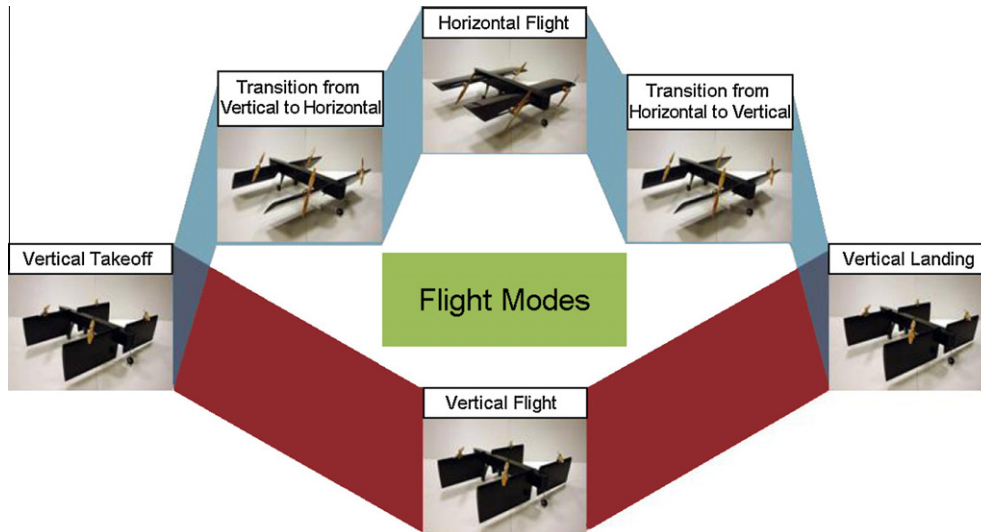 Horizontal Flight
Transition from
Vertical to Horizontal
Transition from
Horizontal to Vertical
Vertical Takeoff
Vertical Landing
Flight Modes
Vertical Flight